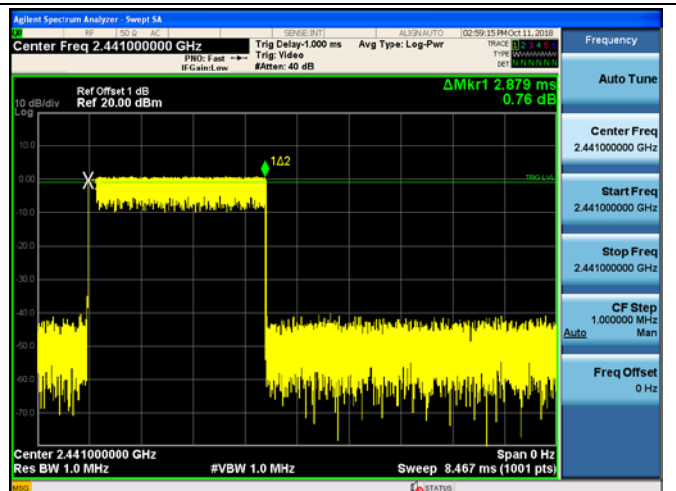 Agilent Spectrum Analyzer - Swept SA
RF 50 Ω AC SENSE:INT ALIGNAUTO 02:59:15 PM Oct 11, 2018
Center Freq 2.441000000 GHz Trig Delay-1.000 ms Avg Type: Log-Pwr TRACE 1 2 3 4 5
PNO: Fast Trig: Video TYPE
IFGain:Low #Atten: 40 dB DET N N N N N
Frequency
Auto Tune
Center Freq
2.441000000 GHz
Start Freq
2.441000000 GHz
Stop Freq
2.441000000 GHz
CF Step
1.000000 MHz
Auto Man
Freq Offset
0 Hz
ΔMkr1 2.879 ms
0.76 dB
Ref Offset 1 dB
10 dB/div Ref 20.00 dBm
Log
10.0
0.00
-10.0
-20.0
-30.0
-40.0
-50.0
-60.0
-70.0
1Δ2
TRIG LVL
Center 2.441000000 GHz Span 0 Hz
Res BW 1.0 MHz #VBW 1.0 MHz Sweep 8.467 ms (1001 pts)
MSG STATUS